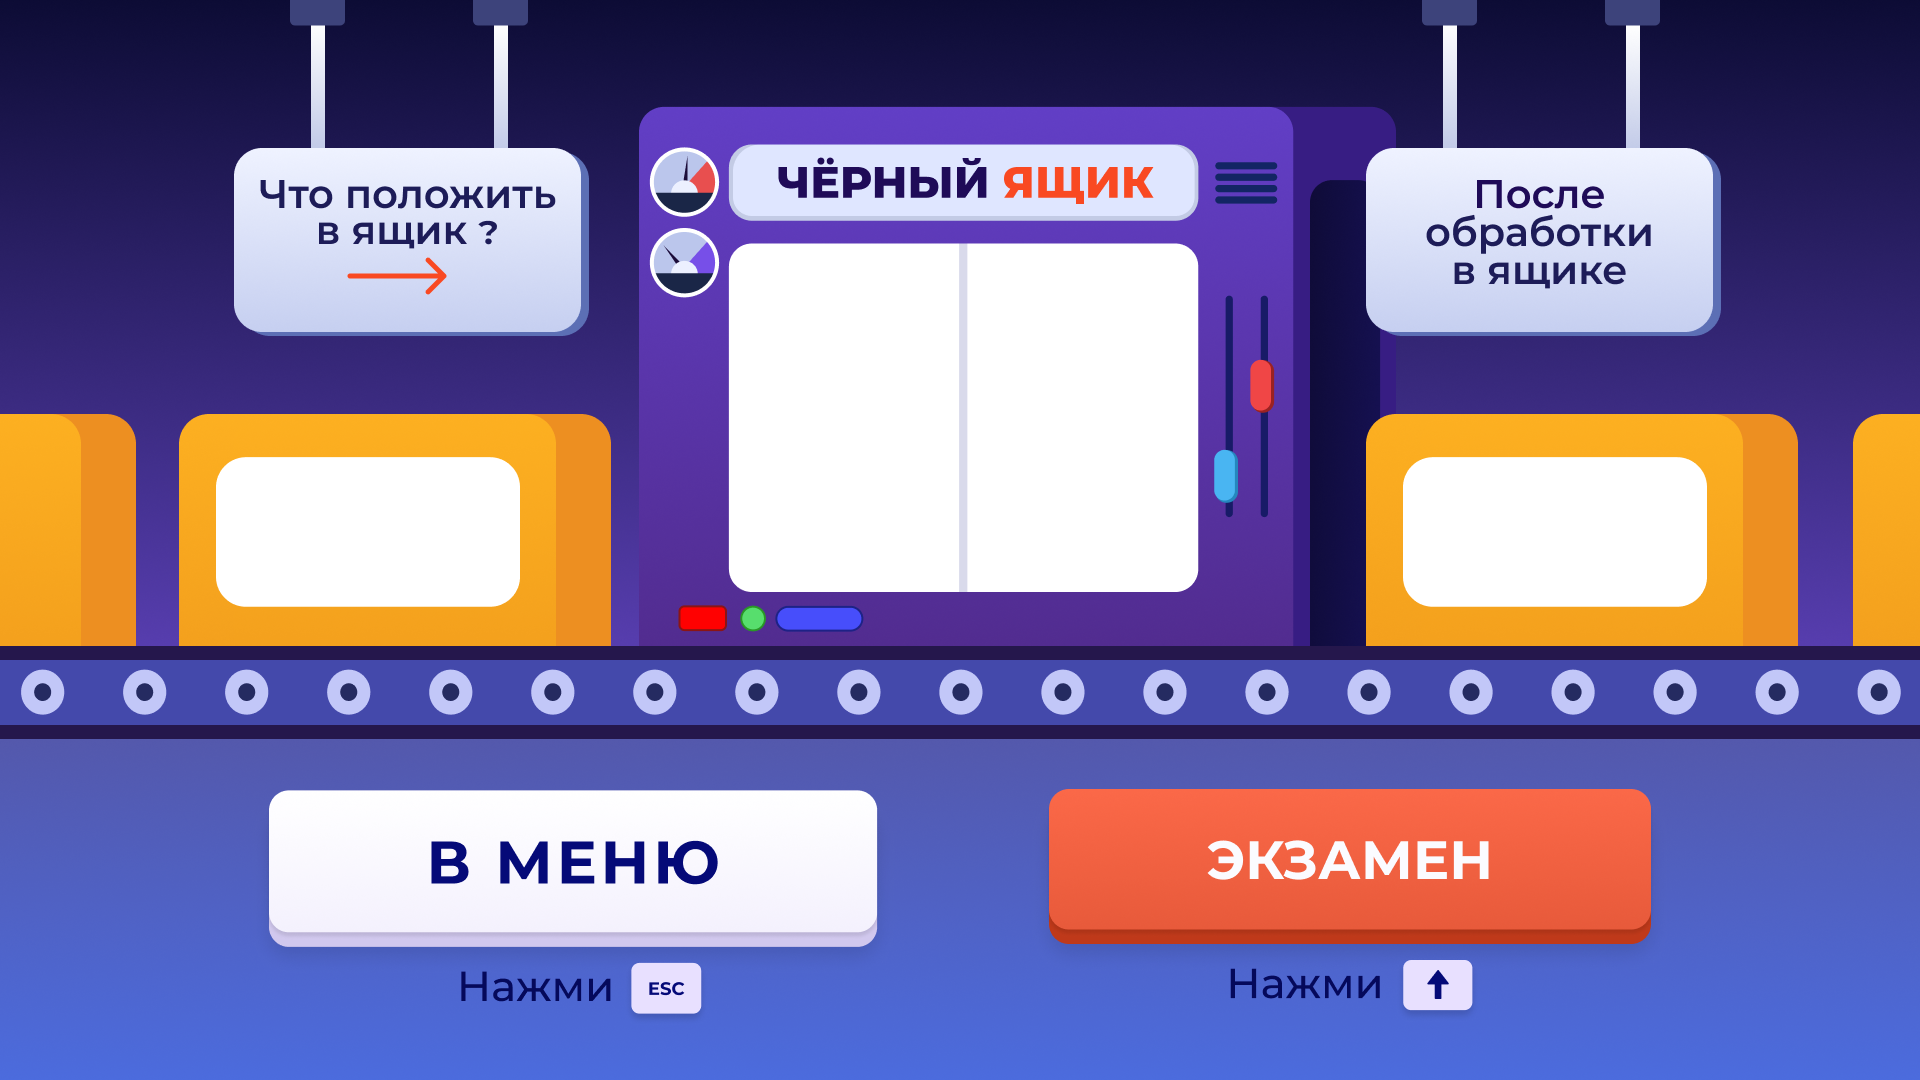 Что положить
в ящик ?
ЧЁРНЫЙ ЯЩИК
После
обработки
в ящике
В МЕНЮ
ЭКЗАМЕН
Нажми ESC
Нажми